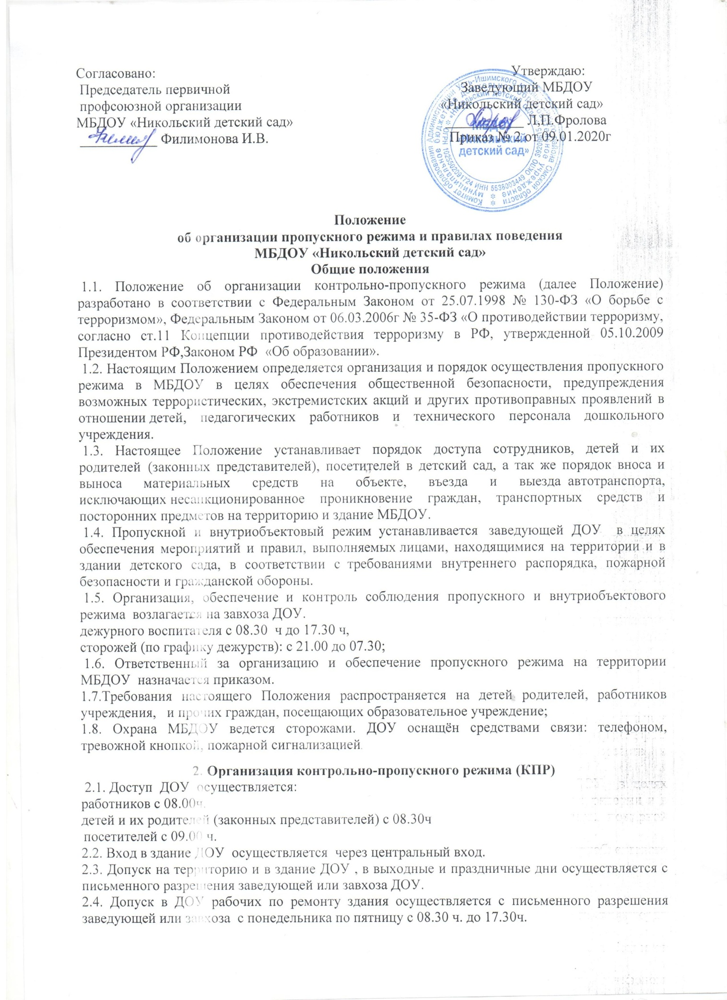 Согласовано:
Председатель первичной
профсоюзной организации
МБДОУ «Никольский детский сад»
____________ Филимонова И.В.
Утверждаю:
Заведующий МБДОУ
«Никольский детский сад»
____________ Л,П.Фролова
Приказ № 2 от 09.01.2020г
«Никольский
детский сад»
ОГРН 1025502091724 ИНН 5538003449 ОКПО
Положение
об организации пропускного режима и правилах поведения
МБДОУ «Никольский детский сад»
Общие положения
1.1. Положение об организации контрольно-пропускного режима (далее Положение)
разработано в соответствии с Федеральным Законом от 25.07.1998 № 130-ФЗ «О борьбе с
терроризмом», Федеральным Законом от 06.03.2006г № 35-ФЗ «О противодействии терроризму,
согласно ст.11 Концепции противодействия терроризму в РФ, утвержденной 05.10.2009
Президентом РФ,Законом РФ «Об образовании».
1.2. Настоящим Положением определяется организация и порядок осуществления пропускного
режима в МБДОУ в целях обеспечения общественной безопасности, предупреждения
возможных террористических, экстремистских акций и других противоправных проявлений в
отношении детей, педагогических работников и технического персонала дошкольного
учреждения.
1.3. Настоящее Положение устанавливает порядок доступа сотрудников, детей и их
родителей (законных представителей), посетителей в детский сад, а так же порядок вноса и
выноса материальных средств на объекте, въезда и выезда автотранспорта,
исключающих несанкционированное проникновение граждан, транспортных средств и
посторонних предметов на территорию и здание МБДОУ.
1.4. Пропускной и внутриобъектовый режим устанавливается заведующей ДОУ в целях
обеспечения мероприятий и правил, выполняемых лицами, находящимися на территории и в
здании детского сада, в соответствии с требованиями внутреннего распорядка, пожарной
безопасности и гражданской обороны.
1.5. Организация, обеспечение и контроль соблюдения пропускного и внутриобъектового
режима возлагается на завхоза ДОУ.
дежурного воспитателя с 08.30 ч до 17.30 ч,
сторожей (по графику дежурств): с 21.00 до 07.30;
1.6. Ответственный за организацию и обеспечение пропускного режима на территории
МБДОУ назначается приказом.
1.7.Требования настоящего Положения распространяется на детей родителей, работников
учреждения, и прочих граждан, посещающих образовательное учреждение;
1.8. Охрана МБДОУ ведется сторожами. ДОУ оснащён средствами связи: телефоном,
тревожной кнопкой, пожарной сигнализацией.
2. Организация контрольно-пропускного режима (КПР)
2.1. Доступ ДОУ осуществляется:
работников с 08.00ч.
детей и их родителей (законных представителей) с 08.30ч
посетителей с 09.00 ч.
2.2. Вход в здание ДОУ осуществляется через центральный вход.
2.3. Допуск на территорию и в здание ДОУ , в выходные и праздничные дни осуществляется с
письменного разрешения заведующей или завхоза ДОУ.
2.4. Допуск в ДОУ рабочих по ремонту здания осуществляется с письменного разрешения
заведующей или завхоза с понедельника по пятницу с 08.30 ч. до 17.30ч.